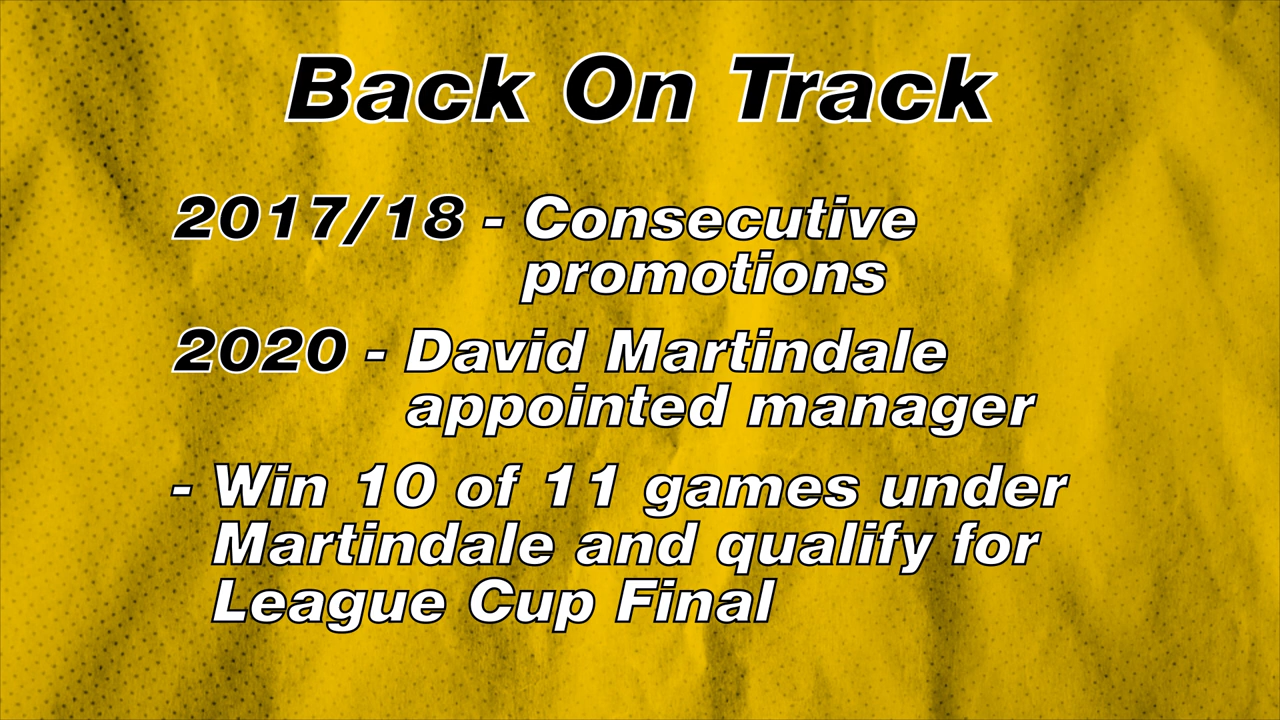 Back On Track
2017/18 - Consecutive
promotions
2020 - David Martindale
appointed manager
- Win 10 of 11 games under
Martindale and qualify for
League Cup Final